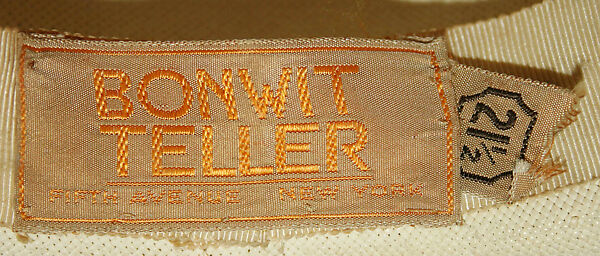 BONWIT
TELLER
FIFTH AVENUE NEW YORK
21½